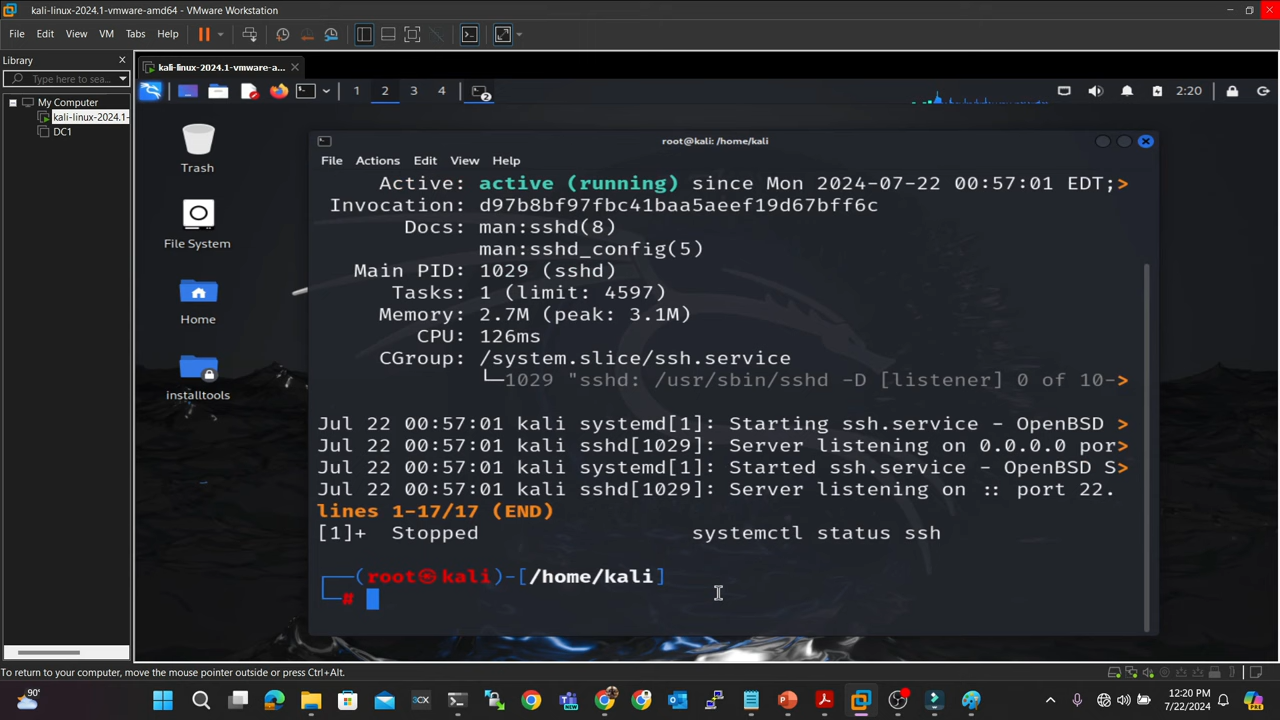 kali-linux-2024.1-vmware-amd64 - VMware Workstation
File Edit View VM Tabs Help
Library
Type here to sea...
My Computer
kali-linux-2024.1-
DC1
kali-linux-2024.1-vmware-a...
1 2 3 4
2:20
Trash
File System
Home
installtools
root@kali: /home/kali
File Actions Edit View Help
Active: active (running) since Mon 2024-07-22 00:57:01 EDT;>
Invocation: d97b8bf97fbc41baa5aeef19d67bff6c
Docs: man:sshd(8)
man:sshd_config(5)
Main PID: 1029 (sshd)
Tasks: 1 (limit: 4597)
Memory: 2.7M (peak: 3.1M)
CPU: 126ms
CGroup: /system.slice/ssh.service
└─1029 "sshd: /usr/sbin/sshd -D [listener] 0 of 10->
Jul 22 00:57:01 kali systemd[1]: Starting ssh.service - OpenBSD >
Jul 22 00:57:01 kali sshd[1029]: Server listening on 0.0.0.0 por>
Jul 22 00:57:01 kali systemd[1]: Started ssh.service - OpenBSD S>
Jul 22 00:57:01 kali sshd[1029]: Server listening on :: port 22.
lines 1-17/17 (END)
[1]+ Stopped systemctl status ssh
┌──(root㉿kali)-[/home/kali]
└─#
To return to your computer, move the mouse pointer outside or press Ctrl+Alt.
90°
12:20 PM
7/22/2024